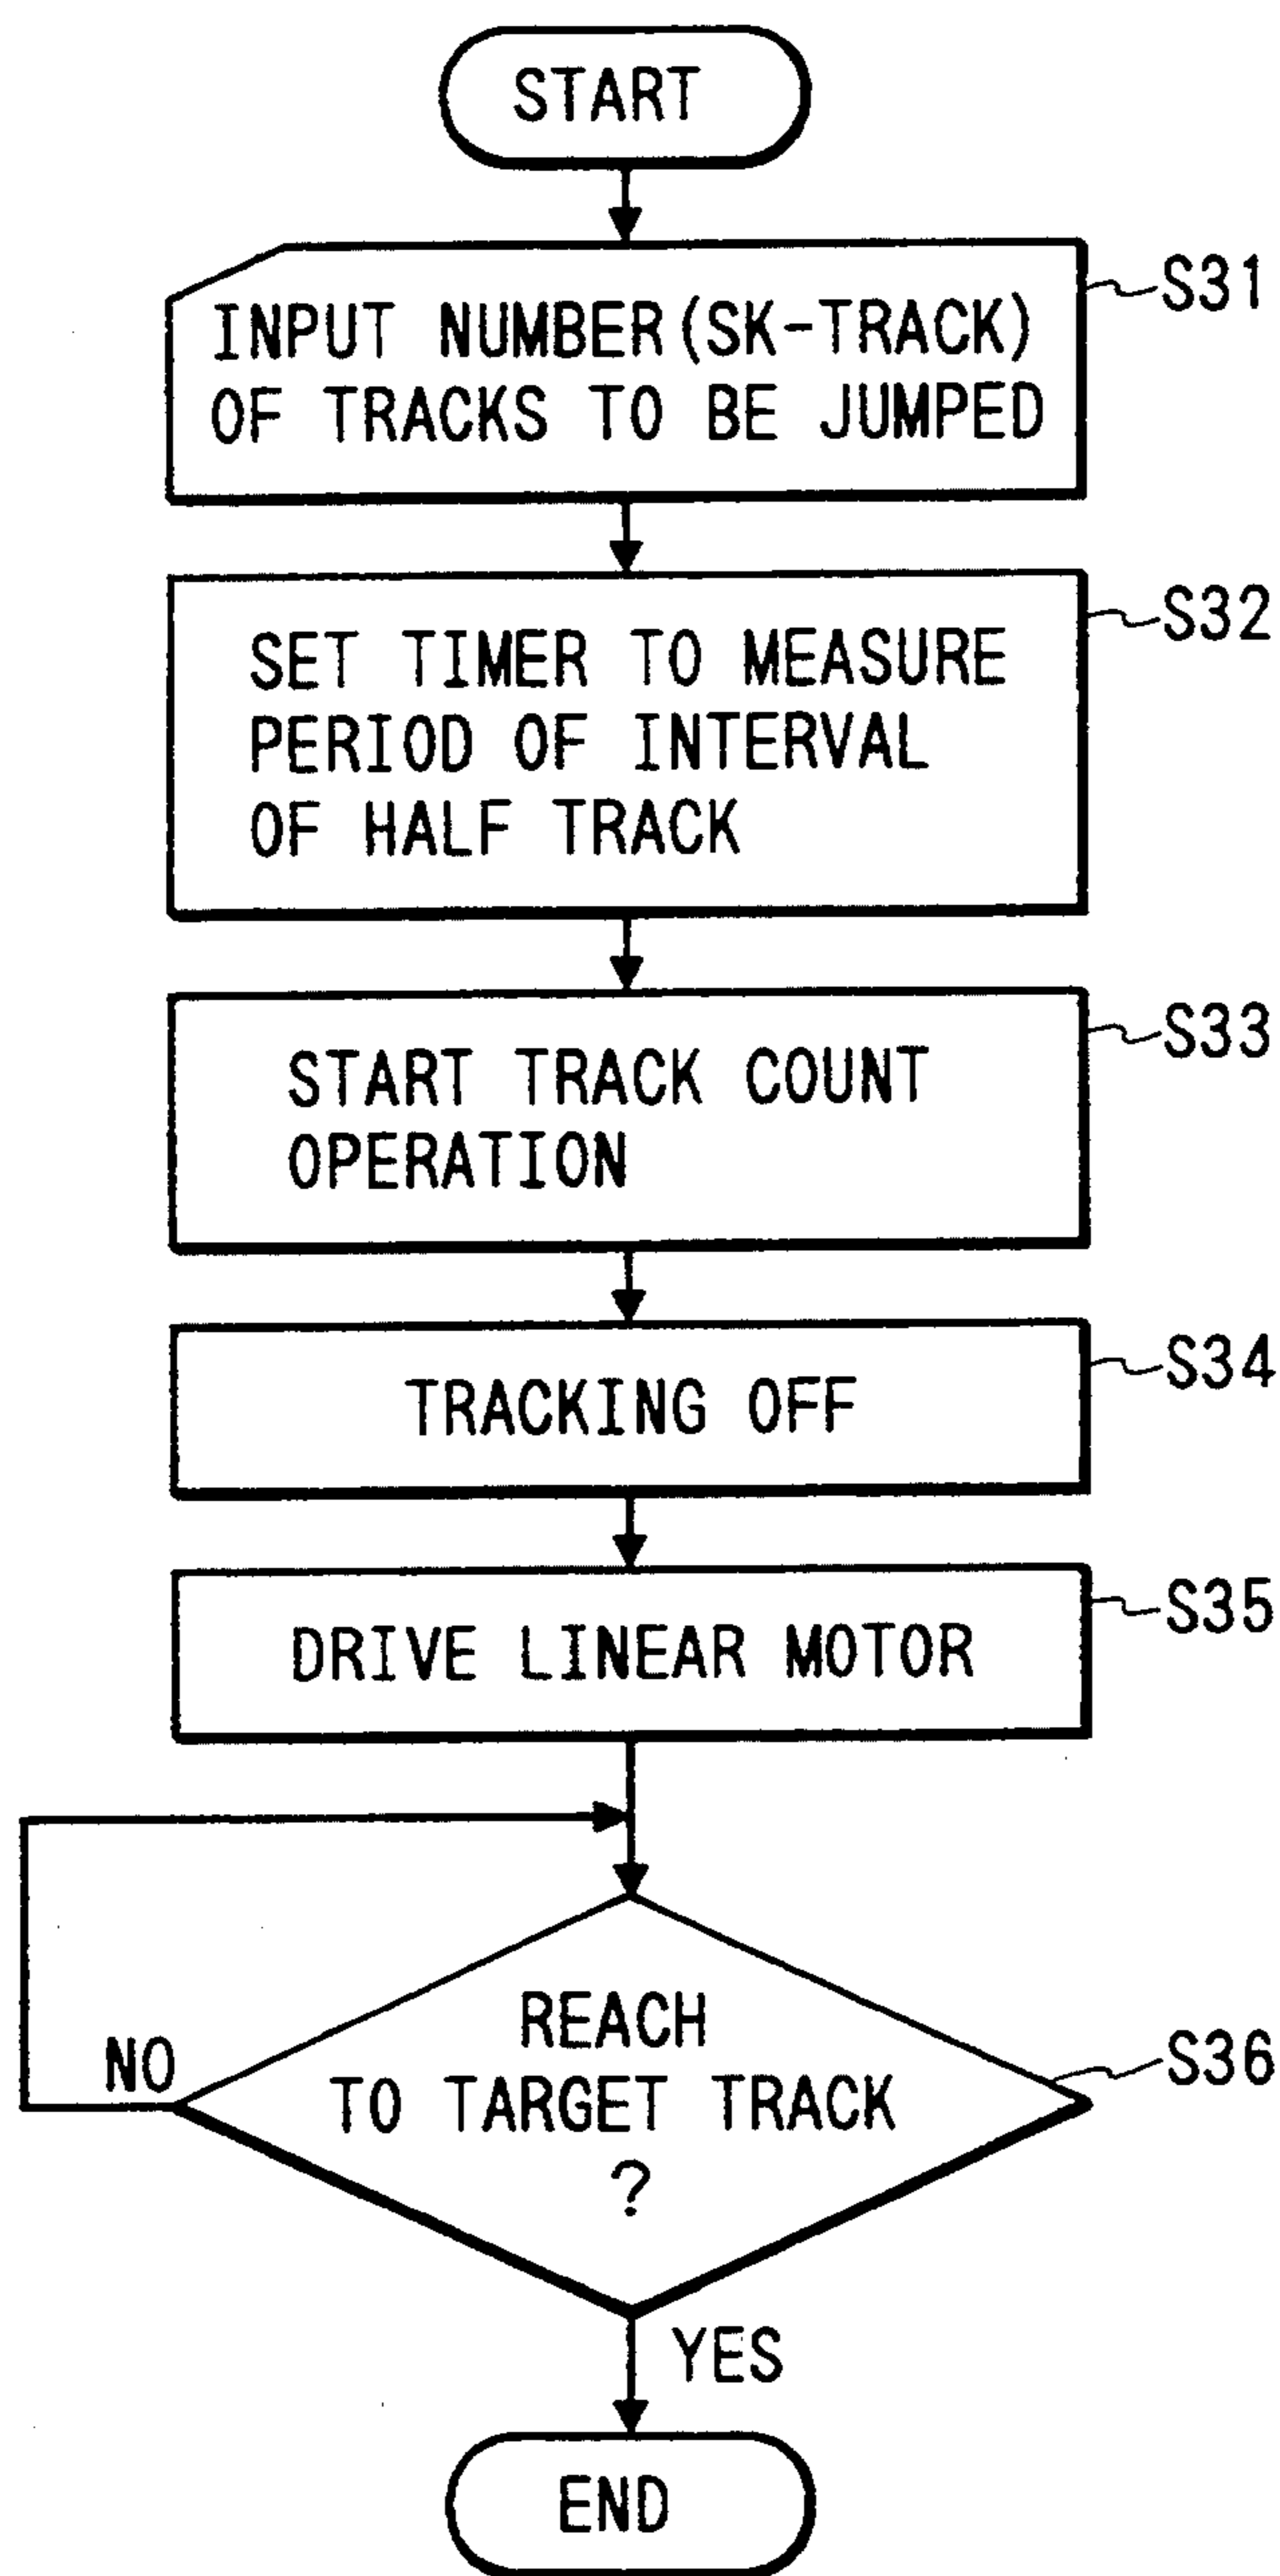 START
INPUT NUMBER(SK-TRACK)
OF TRACKS TO BE JUMPED
S31
SET TIMER TO MEASURE
PERIOD OF INTERVAL
OF HALF TRACK
S32
START TRACK COUNT
OPERATION
S33
TRACKING OFF
S34
DRIVE LINEAR MOTOR
S35
REACH
TO TARGET TRACK
?
S36
NO
YES
END